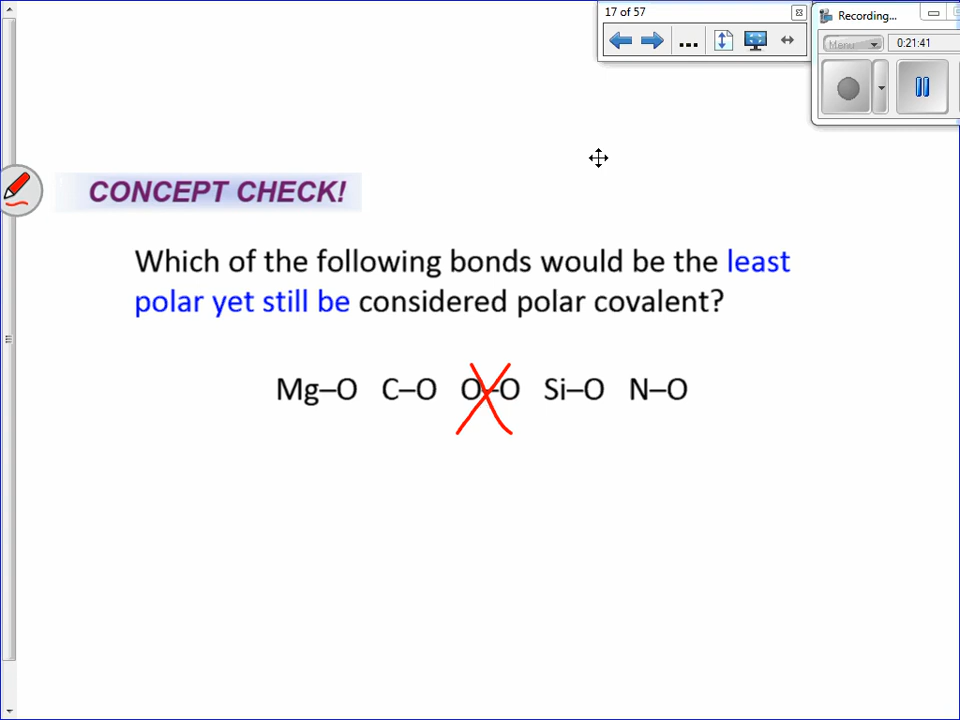 17 of 57
Recording...
Menu
0:21:41
CONCEPT CHECK!
Which of the following bonds would be the least
polar yet still be considered polar covalent?
Mg–O C–O O–O Si–O N–O